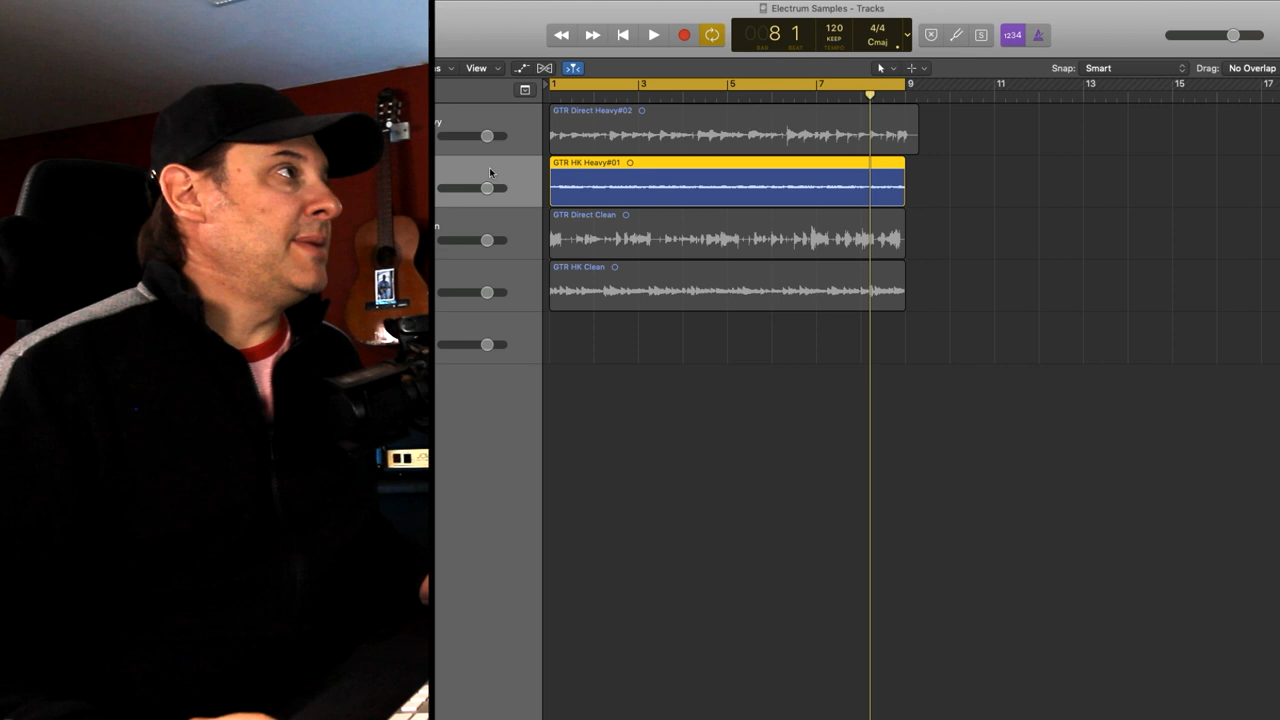 Electrum Samples - Tracks
8 1
BAR BEAT
120
KEEP
TEMPO
4/4
Cmaj
S
1234
View
Snap: Smart
Drag: No Overlap
1 3 5 7 9 11 13 15 17
GTR Direct Heavy#02
GTR HK Heavy#01
GTR Direct Clean
GTR HK Clean